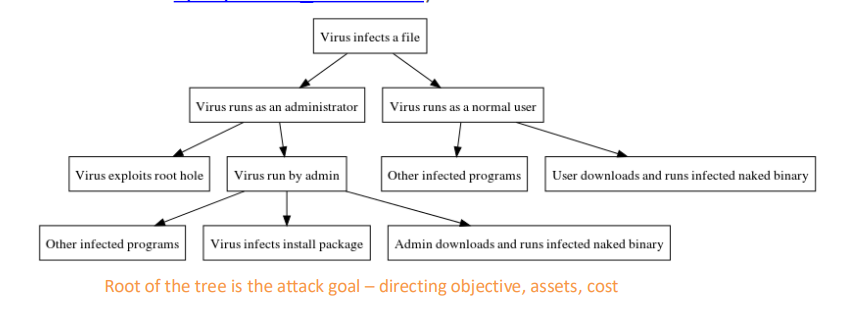 Virus infects a file
Virus runs as an administrator
Virus runs as a normal user
Virus exploits root hole
Virus run by admin
Other infected programs
User downloads and runs infected naked binary
Other infected programs
Virus infects install package
Admin downloads and runs infected naked binary
Root of the tree is the attack goal – directing objective, assets, cost